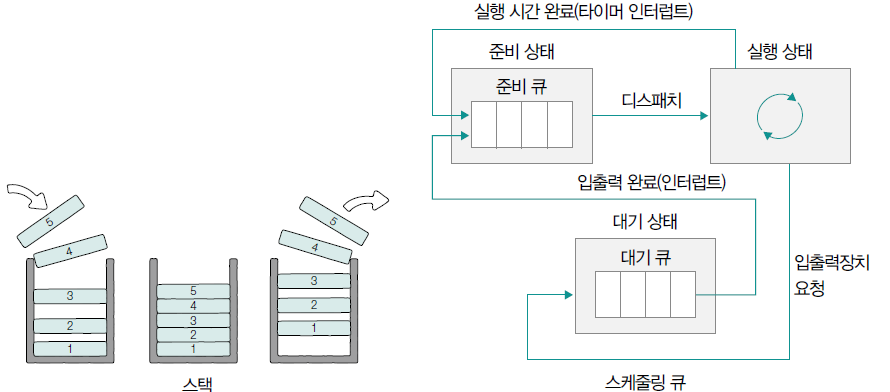 실행 시간 완료(타이머 인터럽트)
준비 상태
실행 상태
준비 큐
디스패치
입출력 완료(인터럽트)
대기 상태
대기 큐
입출력장치
요청
스케줄링 큐
5
4
3
2
1
5
4
3
2
1
5
4
3
2
1
스택